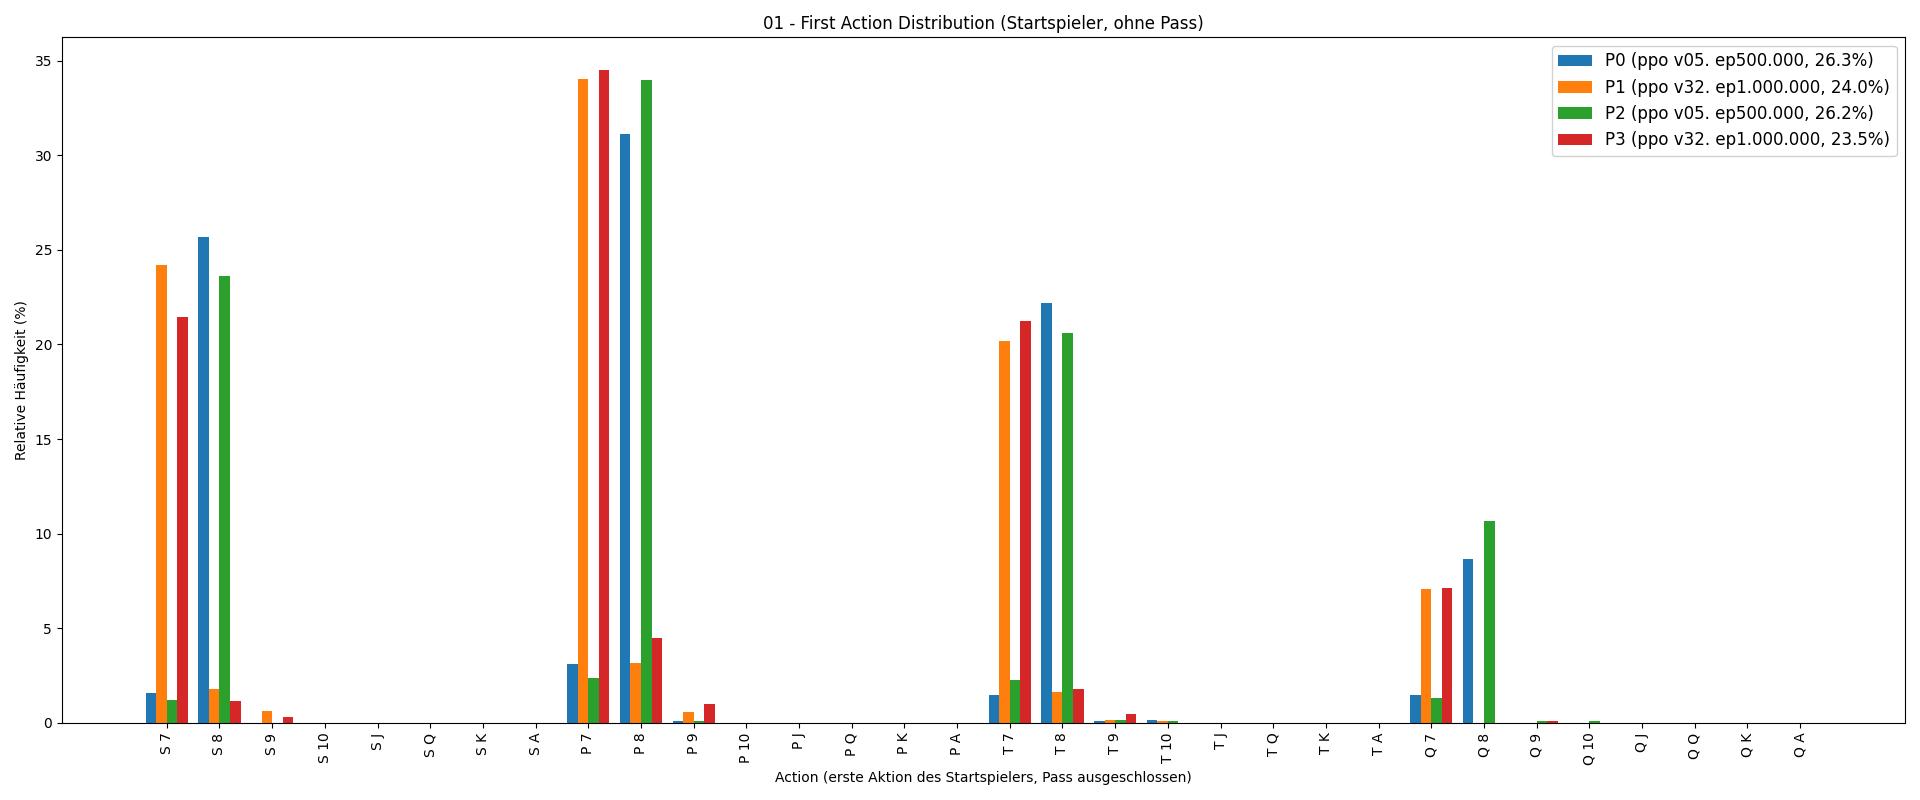 01 - First Action Distribution (Startspieler, ohne Pass)
P0 (ppo v05. ep500.000, 26.3%)
P1 (ppo v32. ep1.000.000, 24.0%)
P2 (ppo v05. ep500.000, 26.2%)
P3 (ppo v32. ep1.000.000, 23.5%)
Relative Häufigkeit (%)
35
30
25
20
15
10
5
0
S 7
S 8
S 9
S 10
S J
S Q
S K
S A
P 7
P 8
P 9
P 10
P J
P Q
P K
P A
T 7
T 8
T 9
T 10
T J
T Q
T K
T A
Q 7
Q 8
Q 9
Q 10
Q J
Q Q
Q K
Q A
Action (erste Aktion des Startspielers, Pass ausgeschlossen)